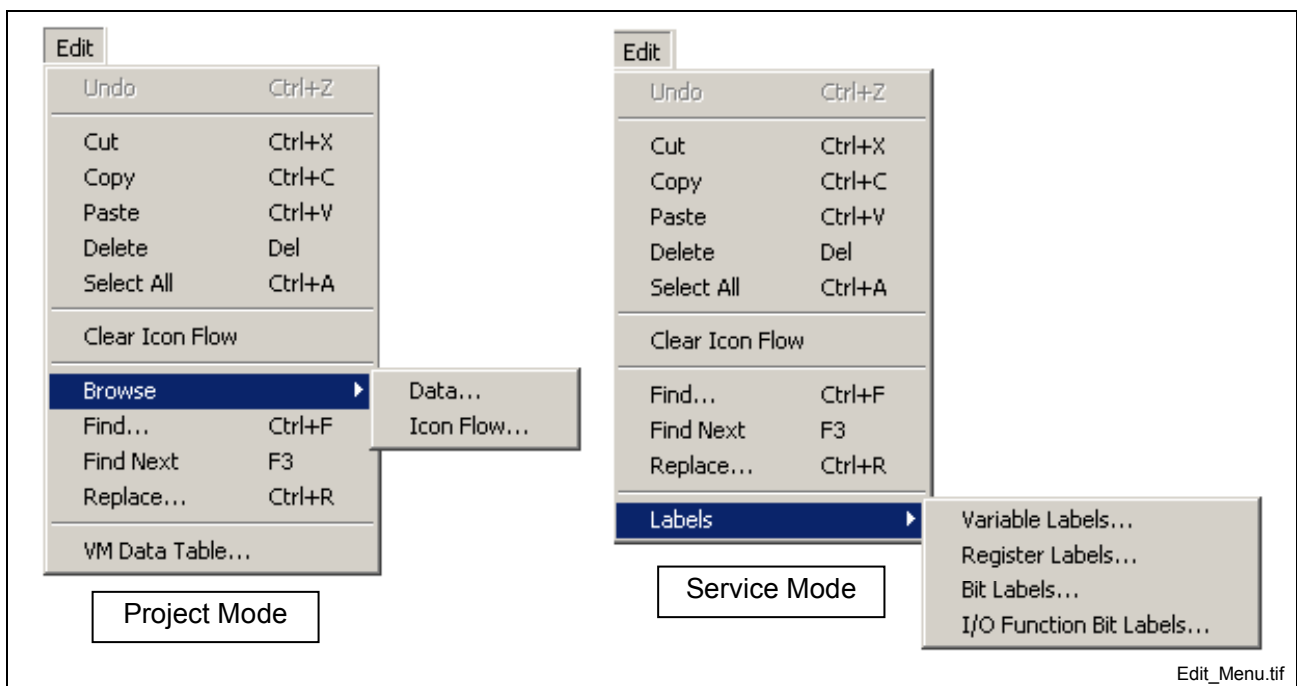 Edit
Undo Ctrl+Z
Cut Ctrl+X
Copy Ctrl+C
Paste Ctrl+V
Delete Del
Select All Ctrl+A
Clear Icon Flow
Browse
Data...
Icon Flow...
Find... Ctrl+F
Find Next F3
Replace... Ctrl+R
VM Data Table...
Project Mode
Edit
Undo Ctrl+Z
Cut Ctrl+X
Copy Ctrl+C
Paste Ctrl+V
Delete Del
Select All Ctrl+A
Clear Icon Flow
Find... Ctrl+F
Find Next F3
Replace... Ctrl+R
Labels
Variable Labels...
Register Labels...
Bit Labels...
I/O Function Bit Labels...
Service Mode
Edit_Menu.tif